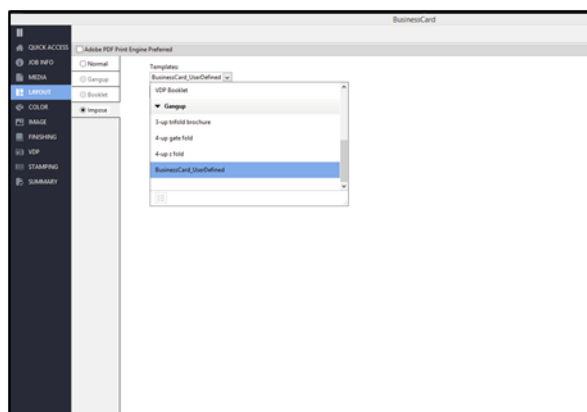 BusinessCard
QUICK ACCESS
JOB INFO
MEDIA
LAYOUT
COLOR
IMAGE
FINISHING
VDP
STAMPING
SUMMARY
Adobe PDF Print Engine Preferred
Normal
Gangup
Booklet
Impose
Templates:
BusinessCard_UserDefined
VDP Booklet
Gangup
3-up trifold brochure
4-up gate fold
4-up z fold
BusinessCard_UserDefined